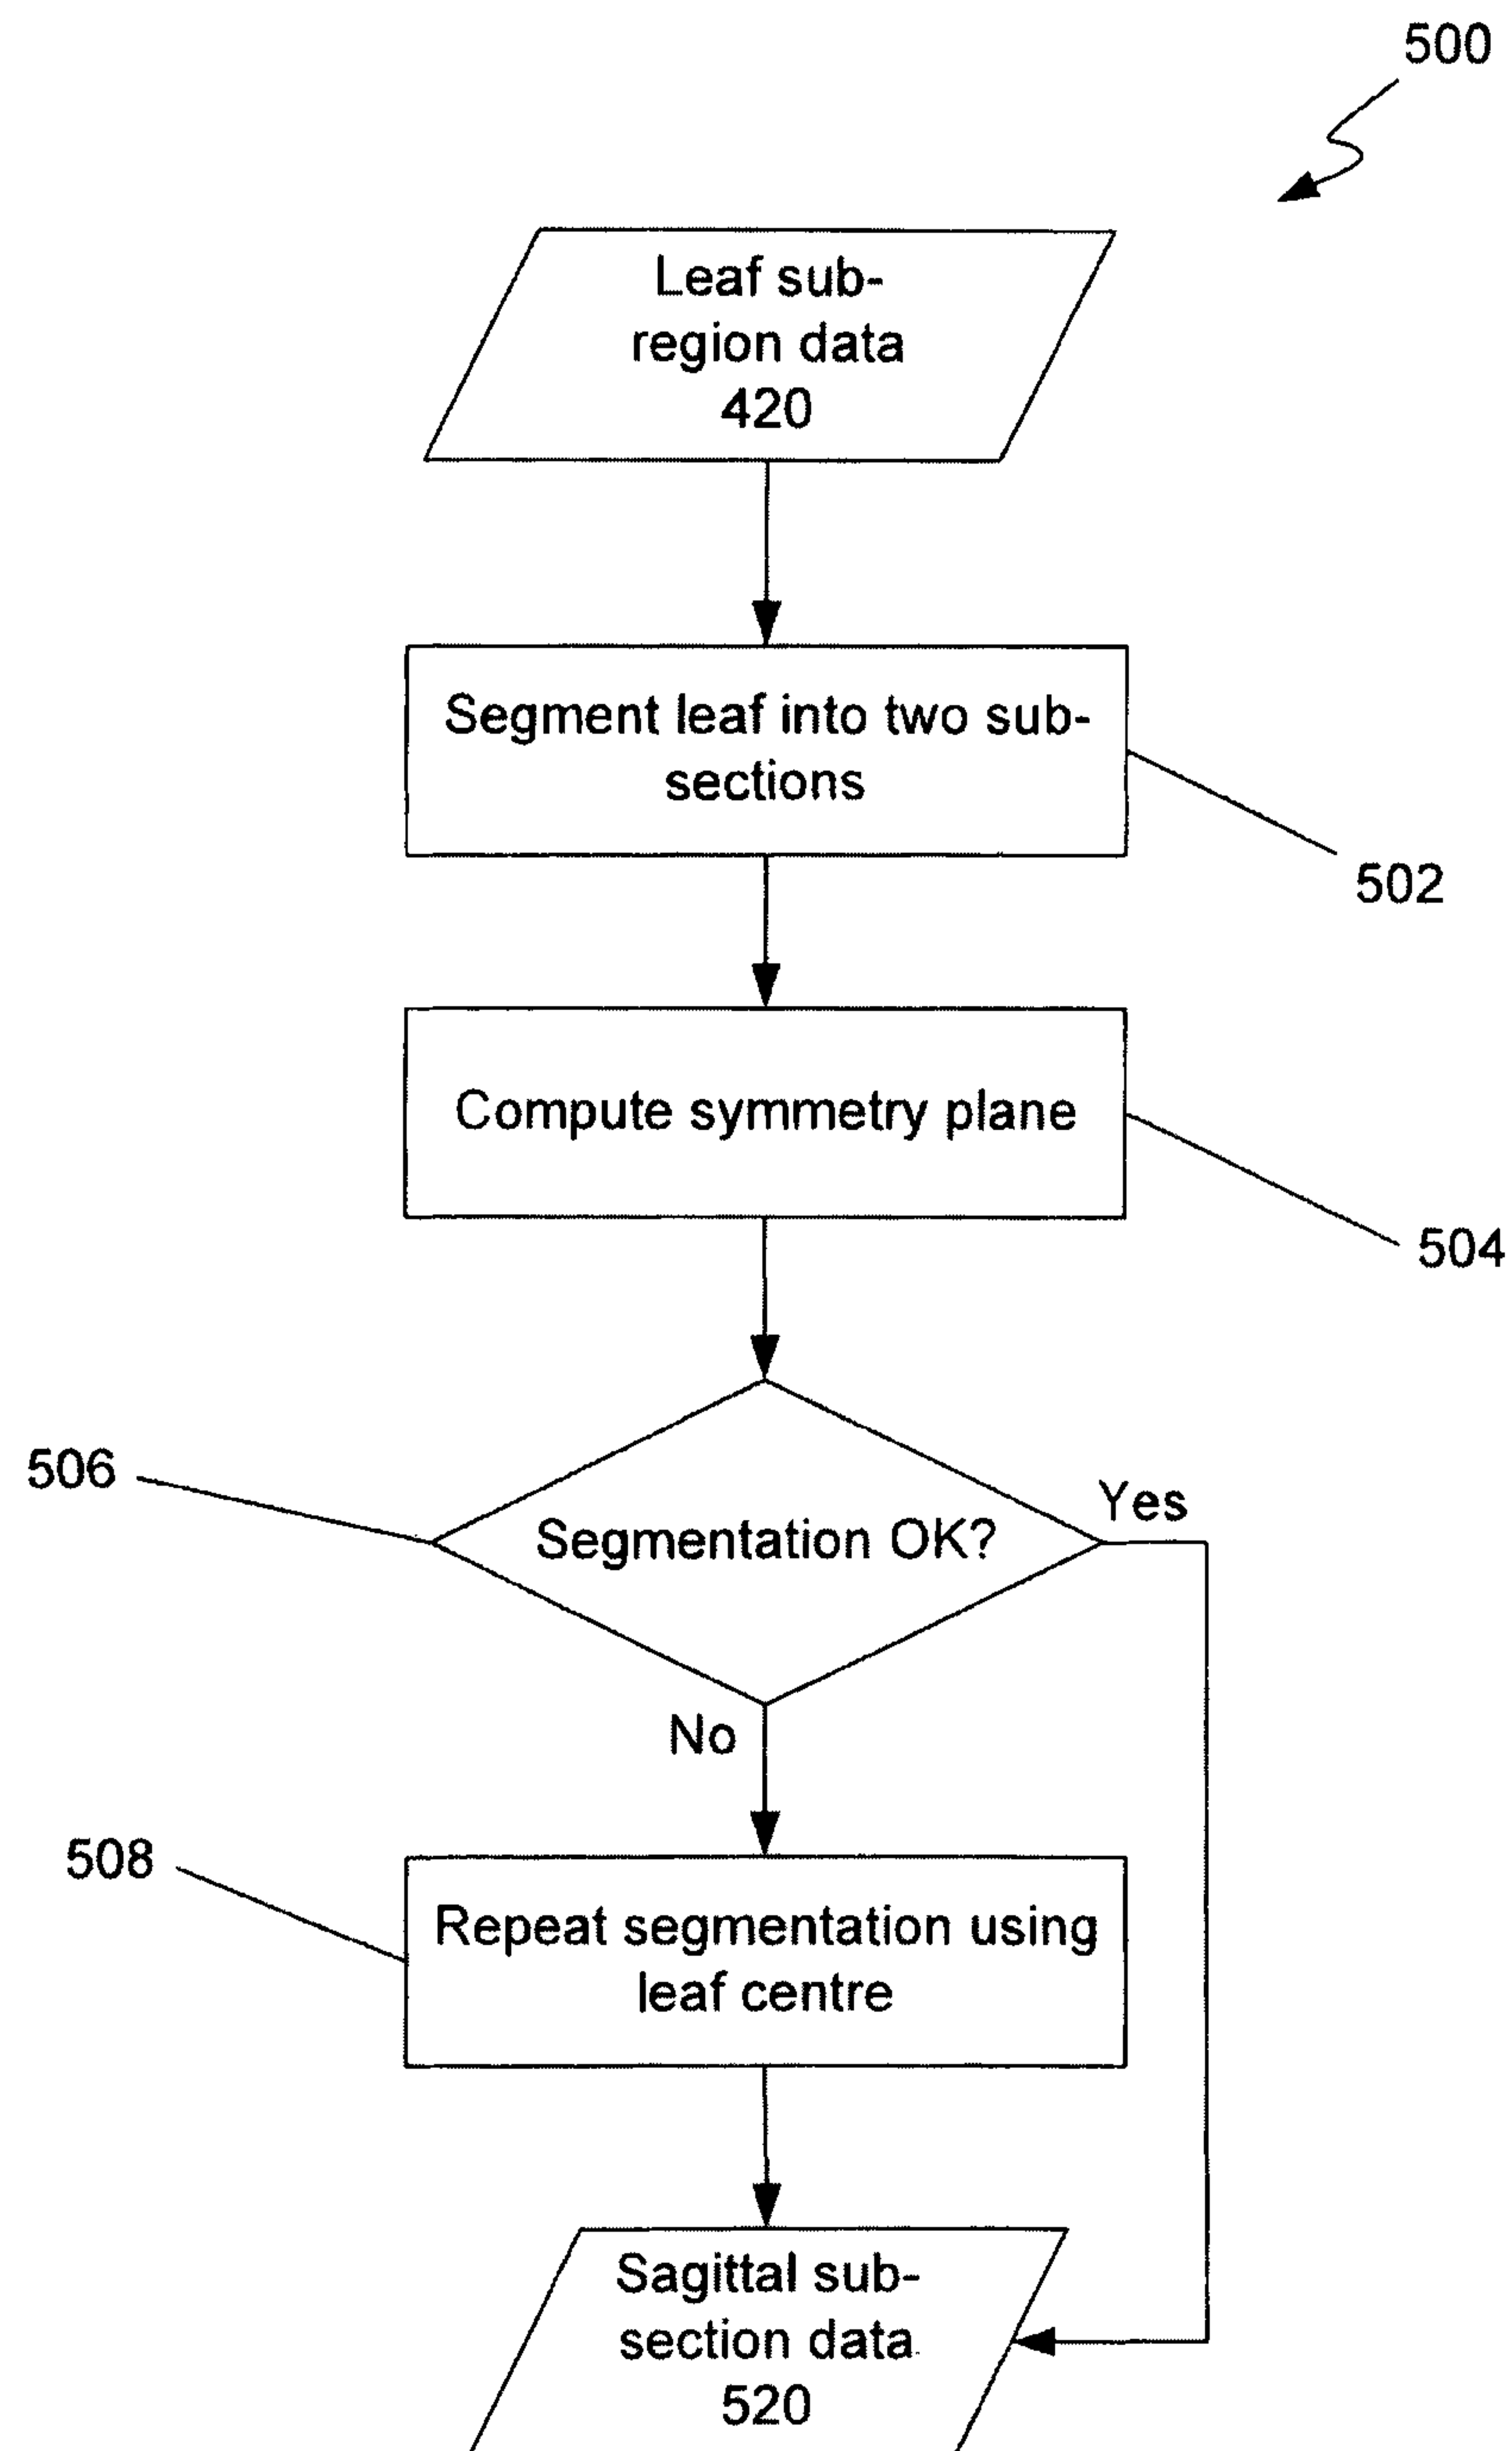 500
Leaf sub-
region data
420
Segment leaf into two sub-
sections
502
Compute symmetry plane
504
506
Segmentation OK?
Yes
No
508
Repeat segmentation using
leaf centre
Sagittal sub-
section data
520